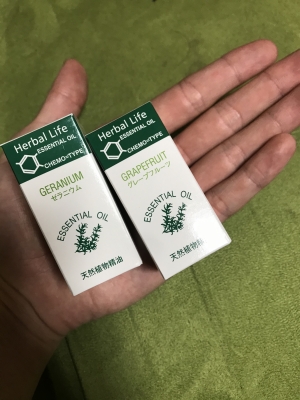 Herbal Life
ESSENTIAL OIL
CHEMO-TYPE
GERANIUM
ゼラニウム
ESSENTIAL OIL
天然植物精油
Herbal Life
ESSENTIAL OIL
CHEMO-TYPE
GRAPEFRUIT
グレープフルーツ
ESSENTIAL OIL
天然植物精油